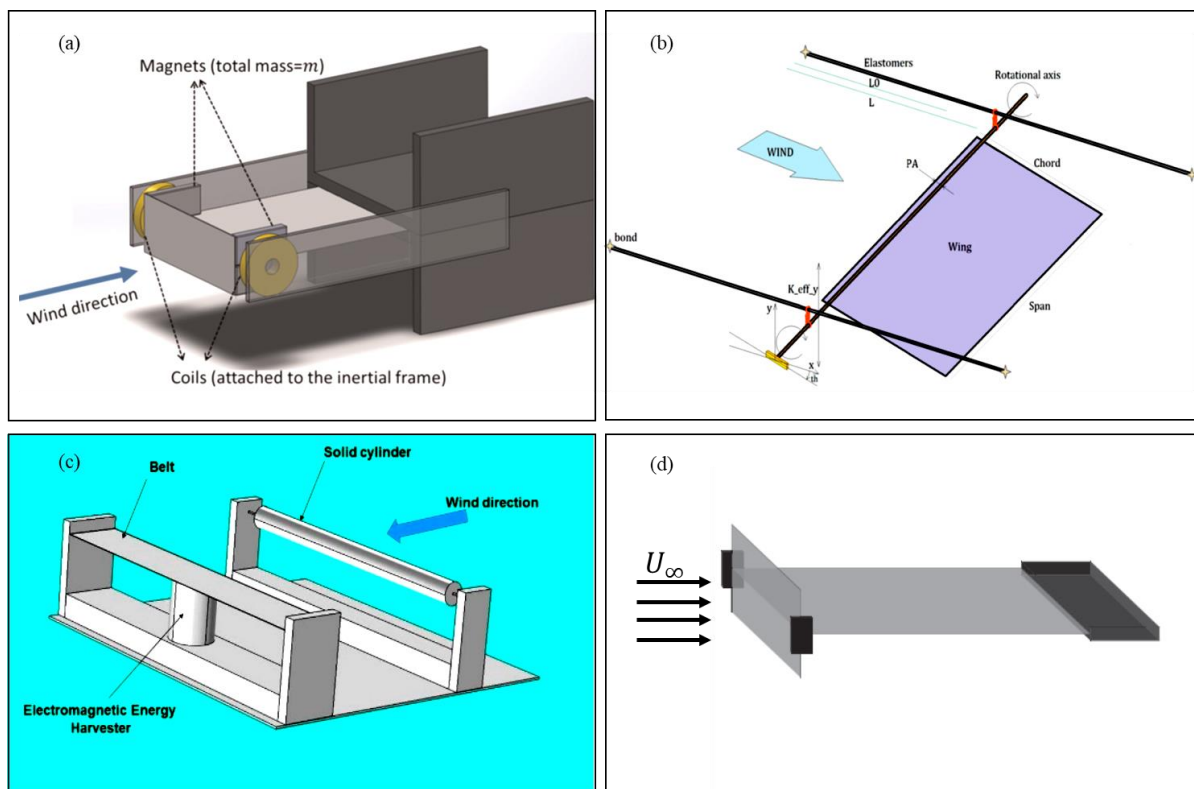 (a)
Magnets (total mass=m)
Wind direction
Coils (attached to the inertial frame)
(b)
Elastomers
L0
L
Rotational axis
WIND
PA
Chord
bond
Wing
K_eff_y
y
Span
x
th
(c)
Belt
Solid cylinder
Wind direction
Electromagnetic Energy
Harvester
(d)
U∞